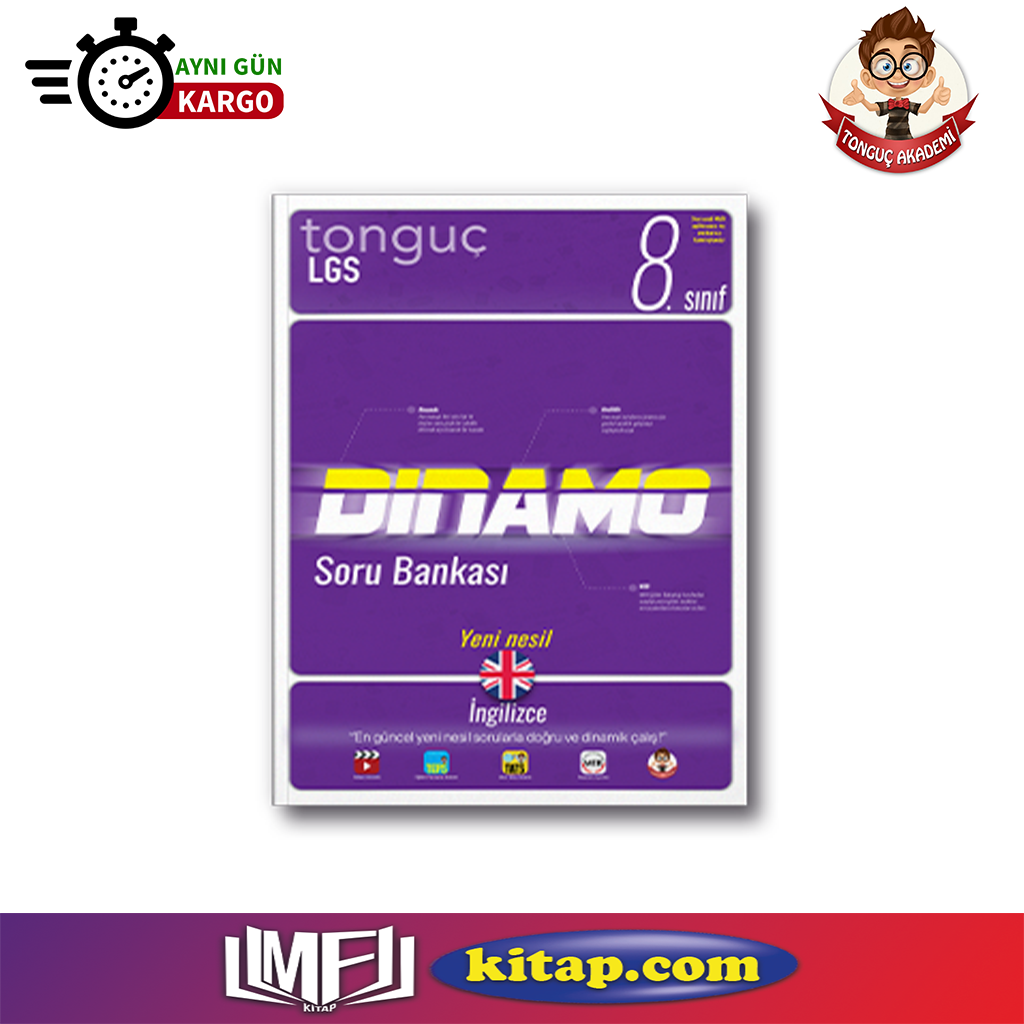 AYNI GÜN
KARGO
TONGUÇ AKADEMİ
tonguç
LGS
8. sınıf
DINAMO
Soru Bankası
Yeni nesil
İngilizce
"En güncel yeni nesil sorularla doğru ve dinamik çalış!"
MF
KİTAP
kitap.com